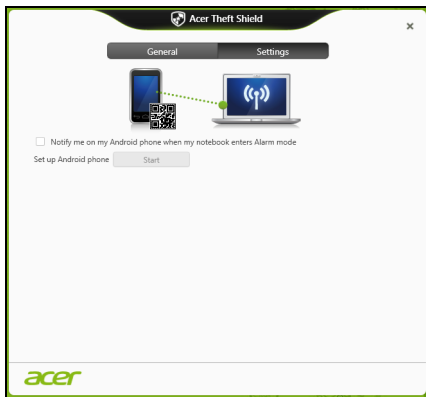 Acer Theft Shield
General Settings
Notify me on my Android phone when my notebook enters Alarm mode
Set up Android phone Start
acer